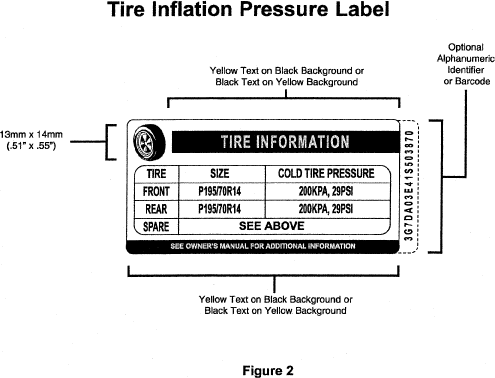 Tire Inflation Pressure Label
Optional
Alphanumeric
Identifier
or Barcode
Yellow Text on Black Background or
Black Text on Yellow Background
13mm x 14mm
(.51" x .55")
TIRE INFORMATION
TIRE SIZE COLD TIRE PRESSURE
FRONT P195/70R14 200KPA, 29PSI
REAR P195/70R14 200KPA, 29PSI
SPARE SEE ABOVE
SEE OWNER'S MANUAL FOR ADDITIONAL INFORMATION
3G7DA03E41S503870
Yellow Text on Black Background or
Black Text on Yellow Background
Figure 2